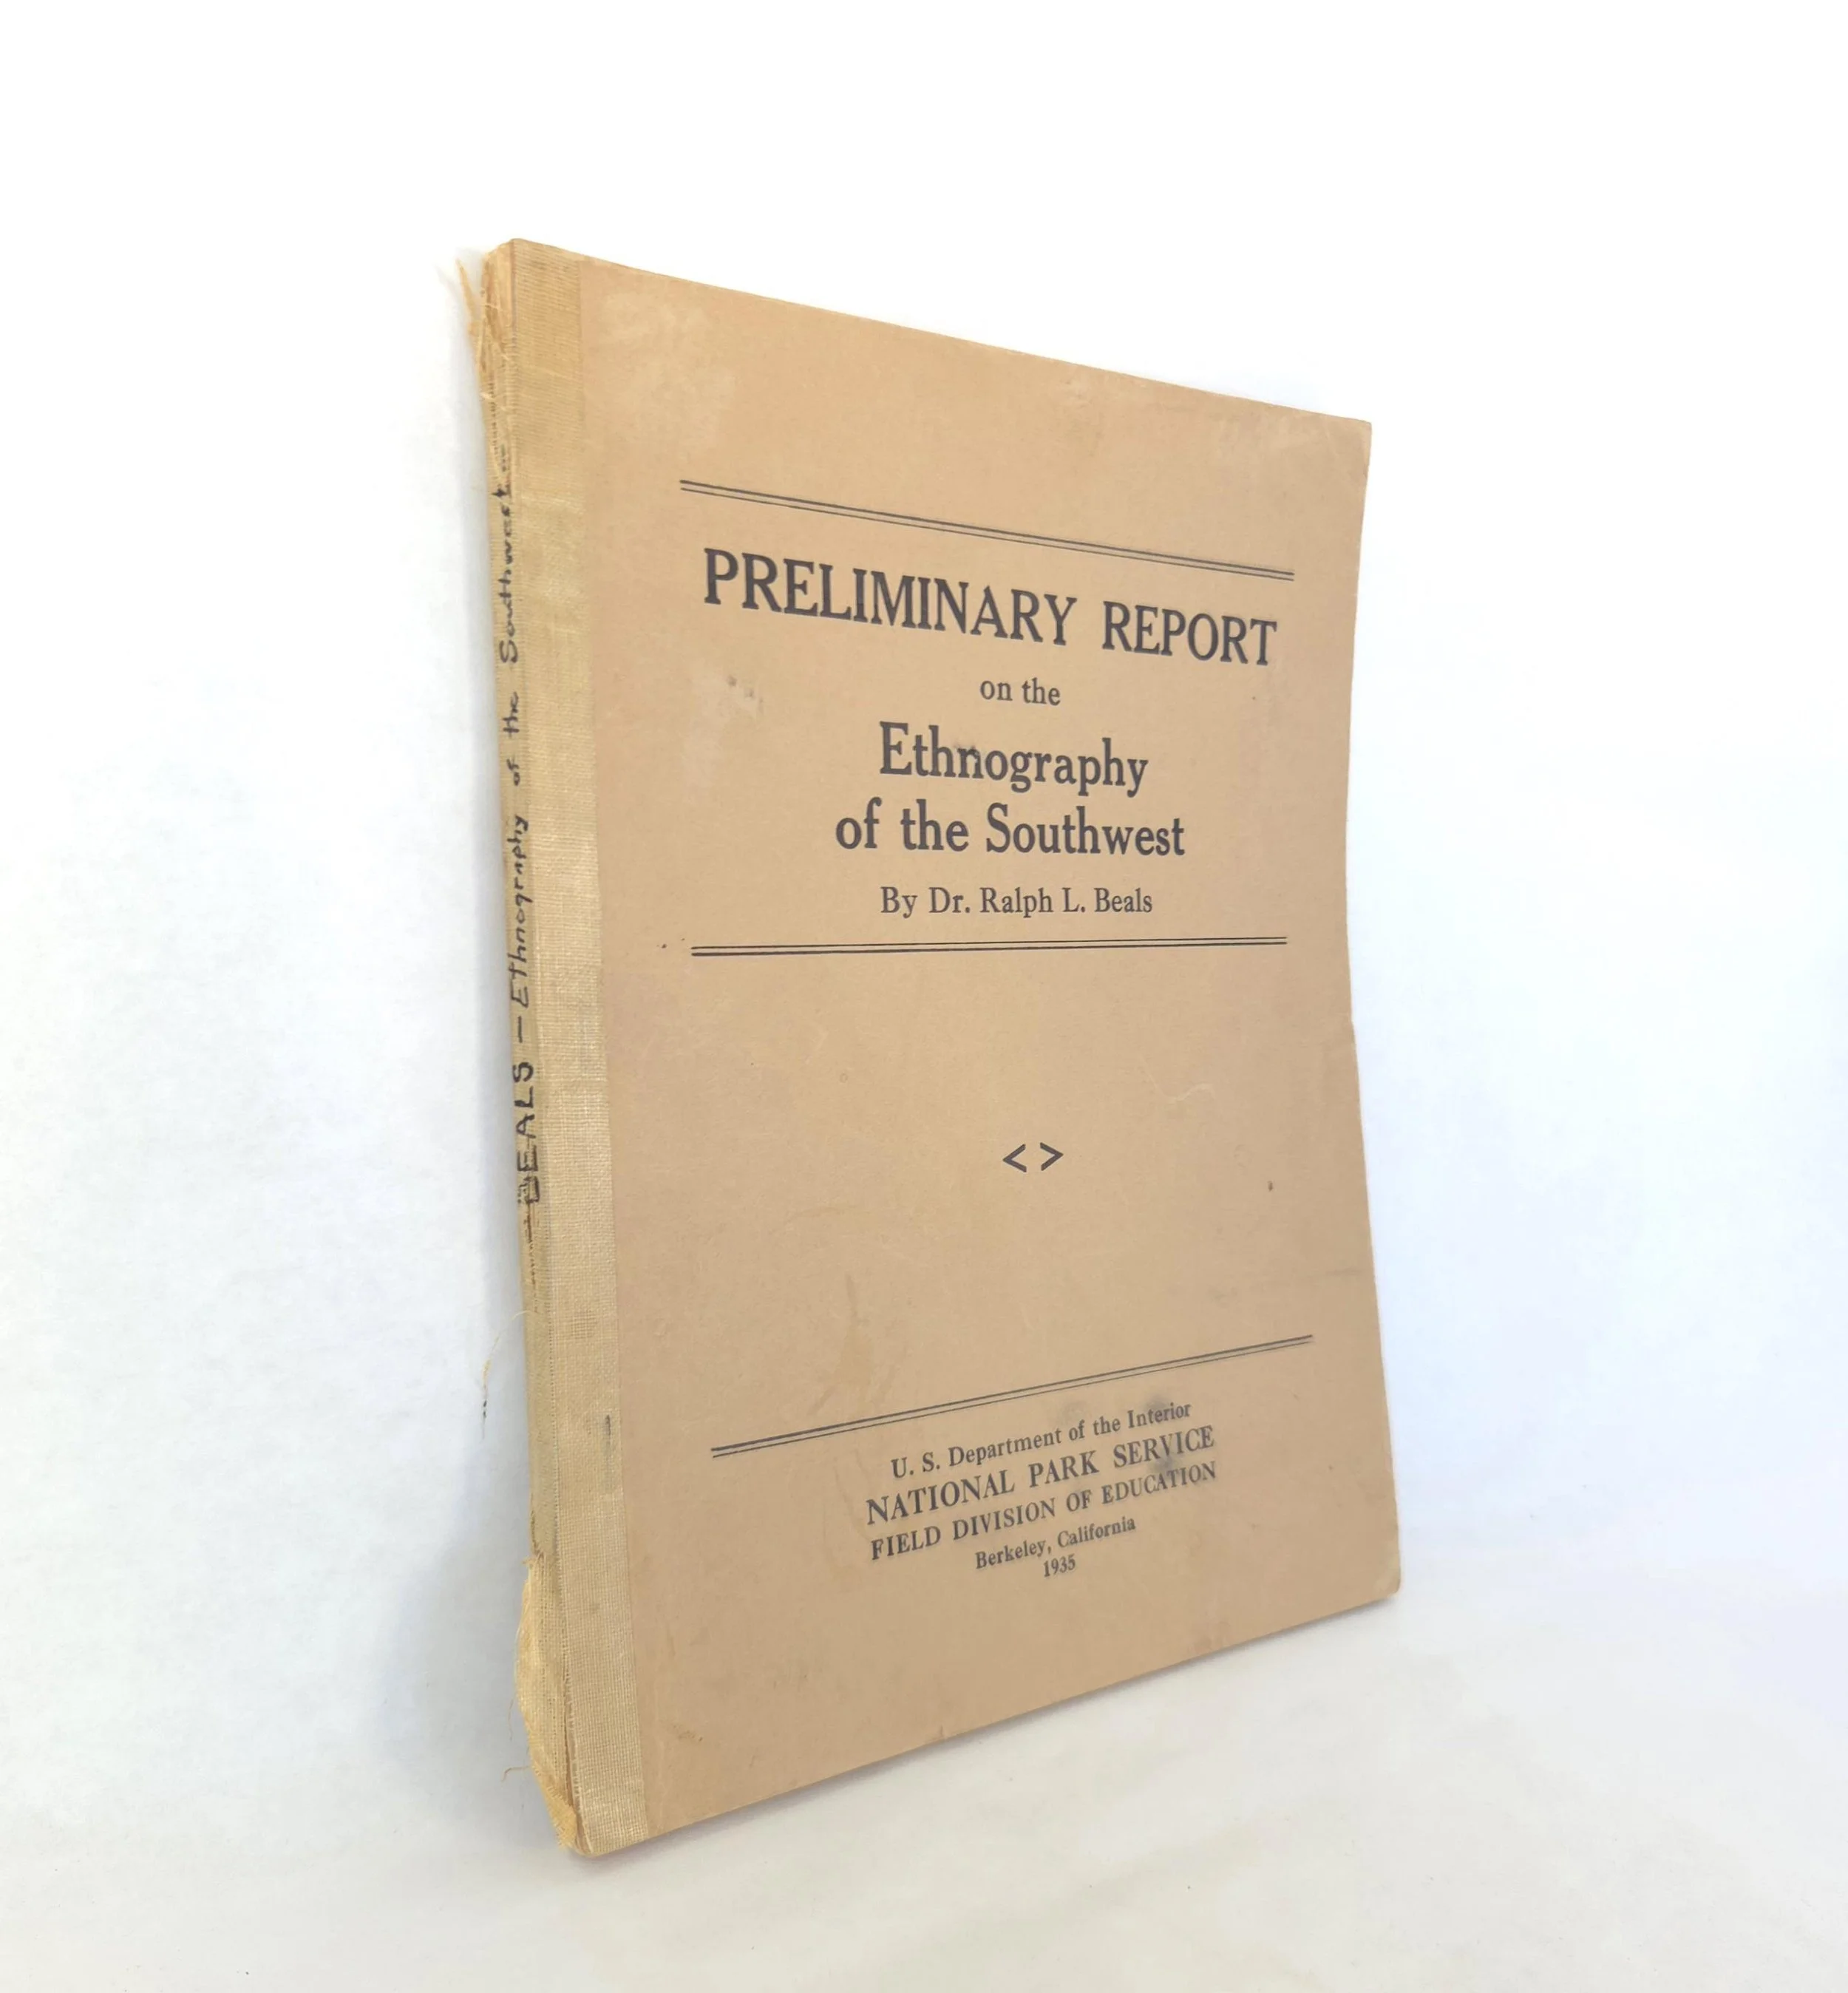 BEALS - Ethnography of the Southwest
PRELIMINARY REPORT
on the
Ethnography
of the Southwest
By Dr. Ralph L. Beals
< >
U. S. Department of the Interior
NATIONAL PARK SERVICE
FIELD DIVISION OF EDUCATION
Berkeley, California
1935